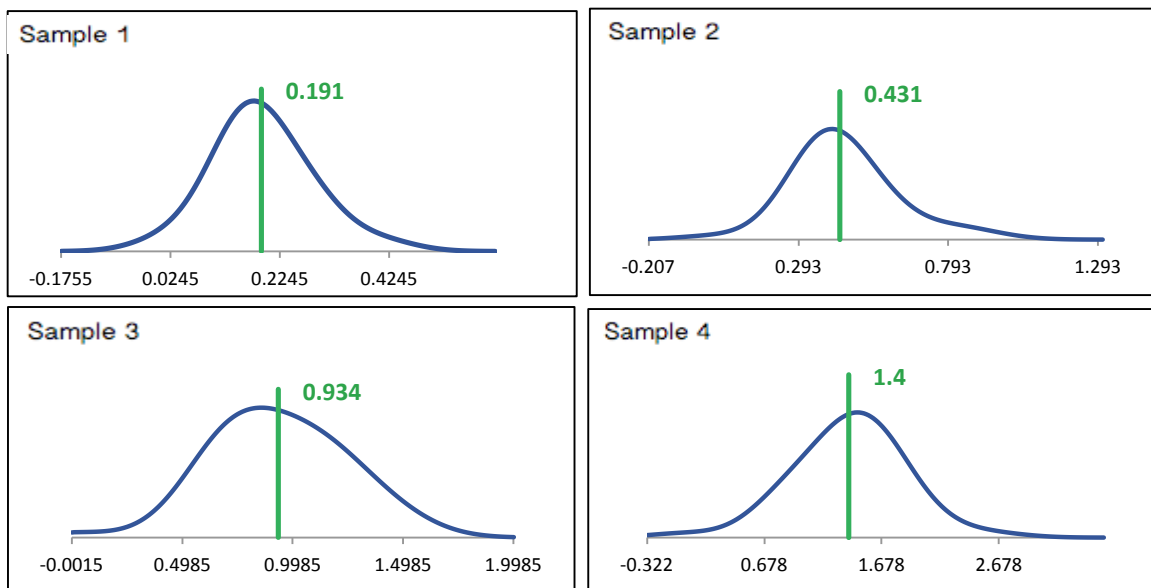 Sample 1
0.191
-0.1755 0.0245 0.2245 0.4245
Sample 2
0.431
-0.207 0.293 0.793 1.293
Sample 3
0.934
-0.0015 0.4985 0.9985 1.4985 1.9985
Sample 4
1.4
-0.322 0.678 1.678 2.678